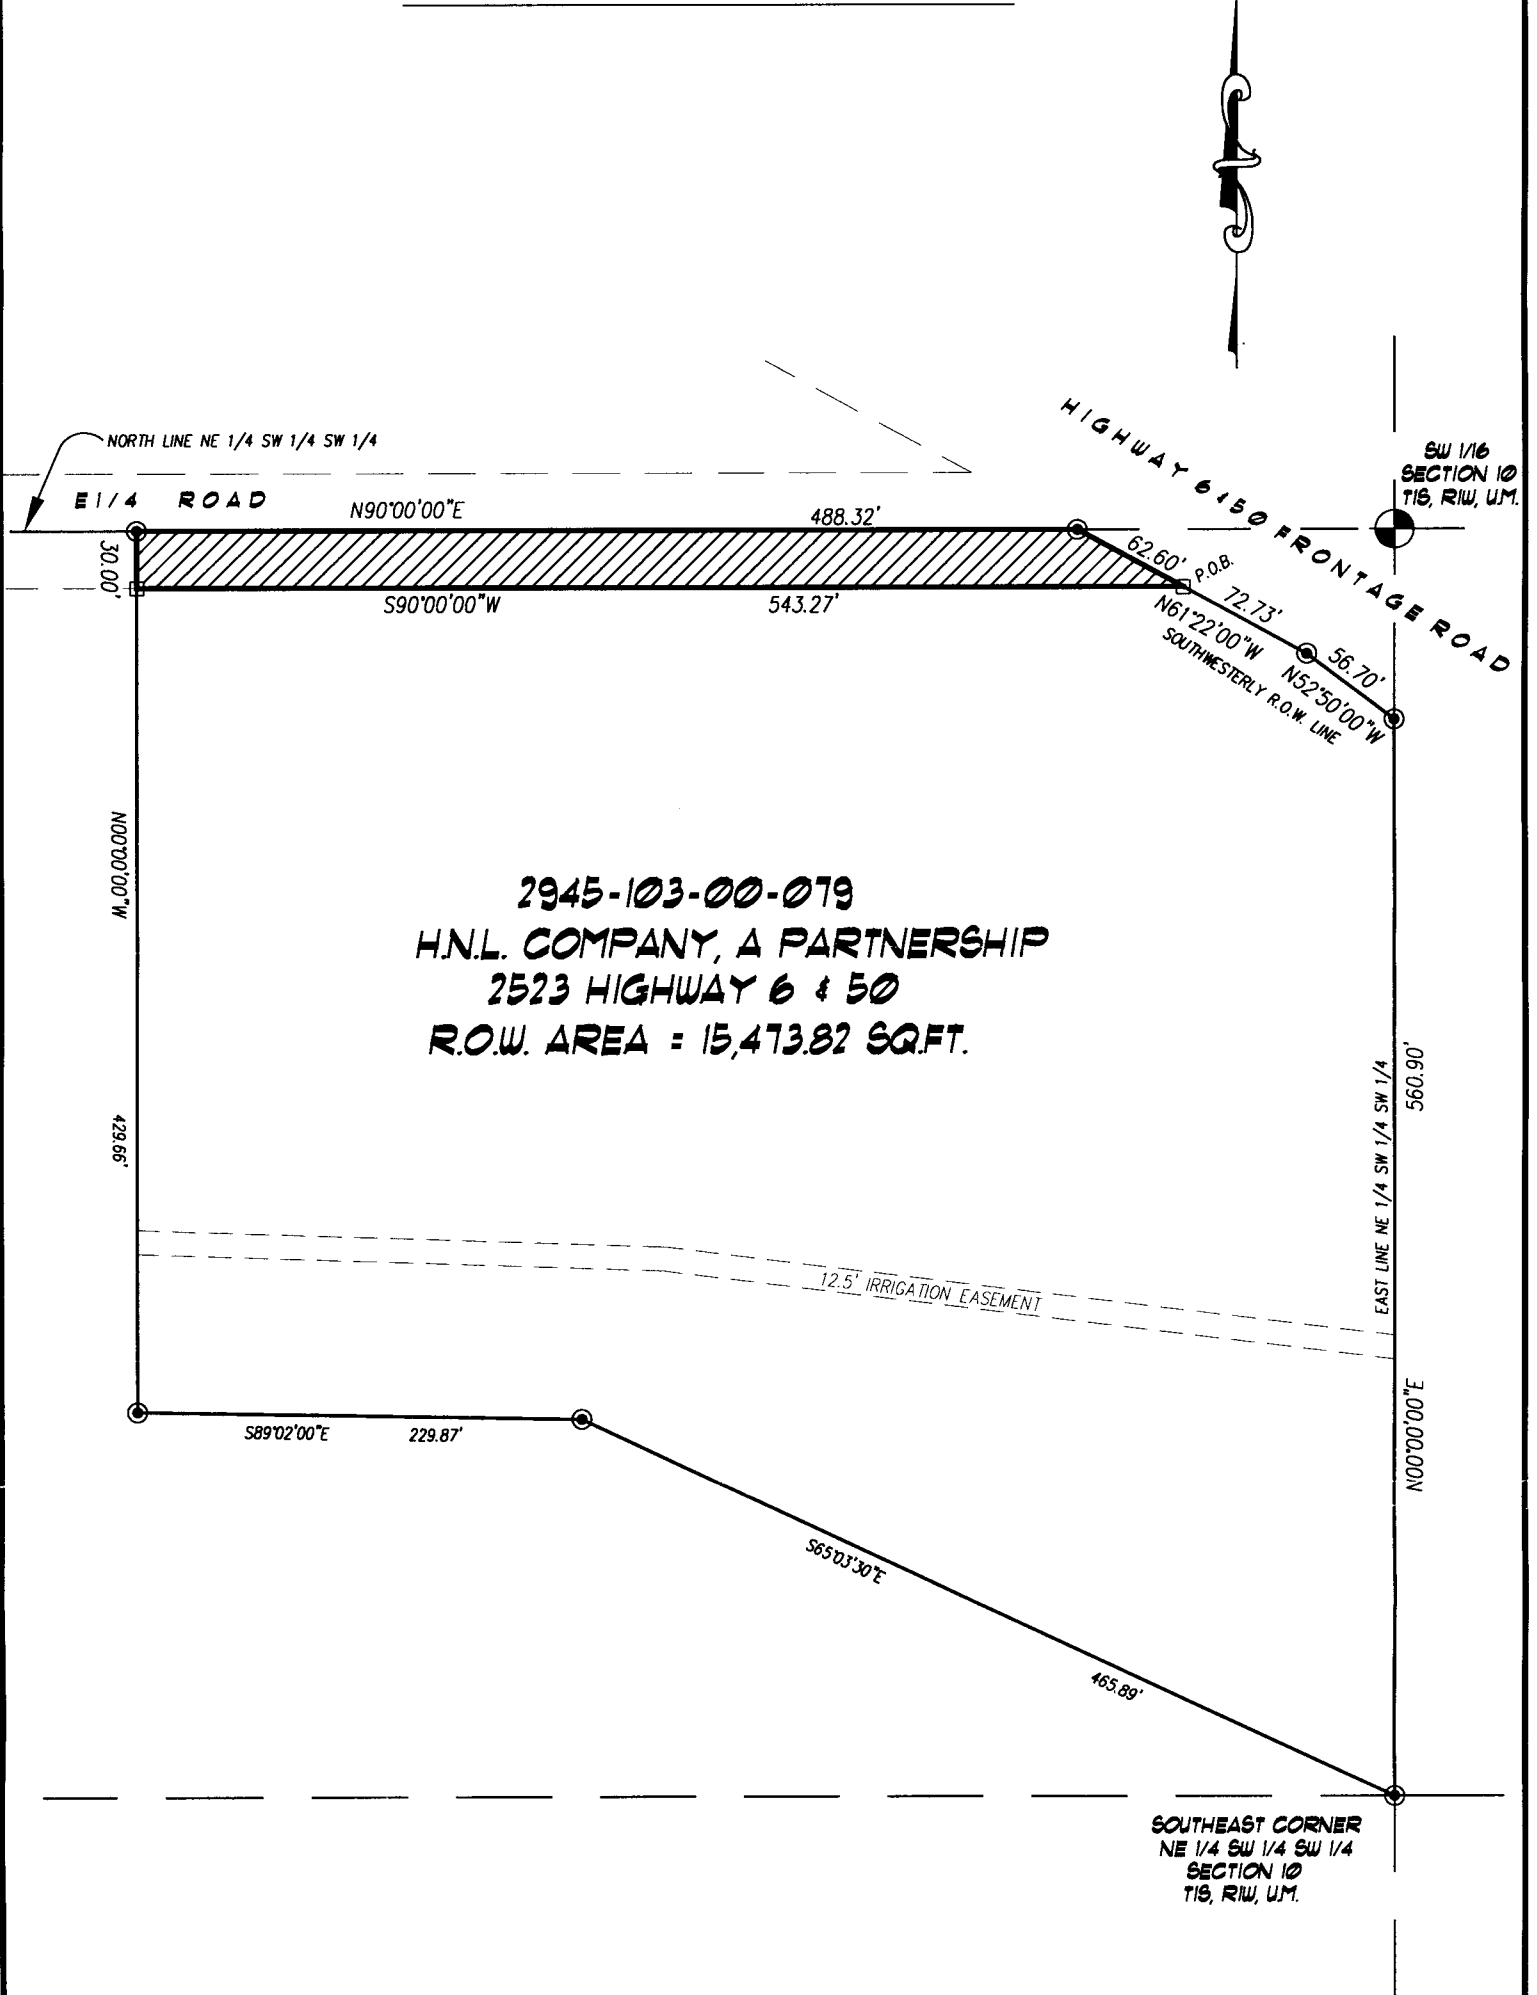 NORTH LINE NE 1/4 SW 1/4 SW 1/4
E 1/4 ROAD
N90°00'00"E
488.32'
HIGHWAY 6 & 50 FRONTAGE ROAD
SW 1/16
SECTION 10
T1S, R1W, U.M.
30.00'
62.60'
P.O.B.
S90°00'00"W
543.27'
72.73'
N61°22'00"W
SOUTHWESTERLY R.O.W. LINE
56.70'
N52°50'00"W
N00°00'00"W
429.66'
2945-103-00-079
H.N.L. COMPANY, A PARTNERSHIP
2523 HIGHWAY 6 & 50
R.O.W. AREA = 15,473.82 SQ.FT.
EAST LINE NE 1/4 SW 1/4 SW 1/4
560.90'
N00°00'00"E
12.5' IRRIGATION EASEMENT
S89°02'00"E
229.87'
S65°03'30"E
465.89'
SOUTHEAST CORNER
NE 1/4 SW 1/4 SW 1/4
SECTION 10
T1S, R1W, U.M.